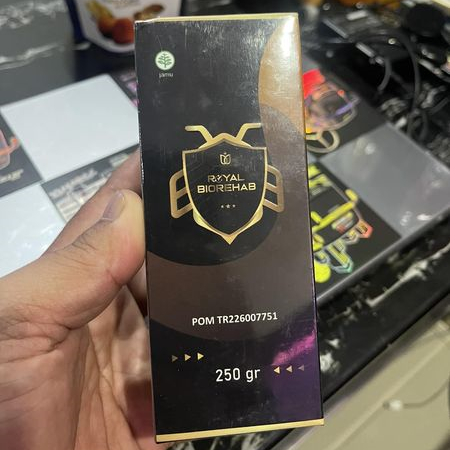 jamu
ROYAL
BIOREHAB
POM TR226007751
250 gr